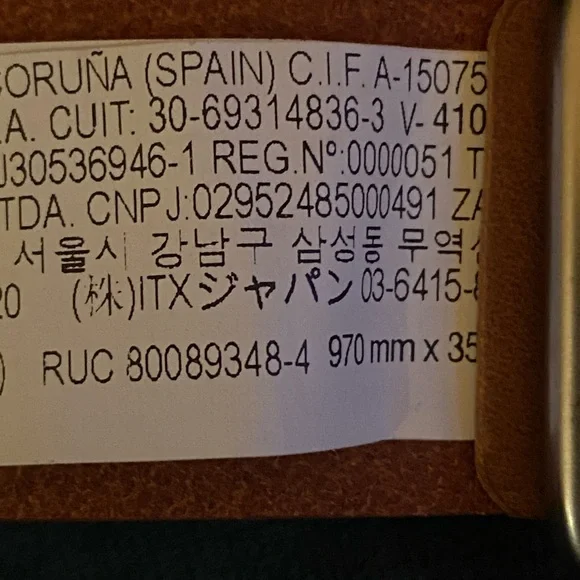 CORUÑA (SPAIN) C.I.F. A-15075
.A. CUIT: 30-69314836-3 V- 410
J30536946-1 REG.Nº:0000051 T
TDA. CNPJ:02952485000491 ZA
서울시 강남구 삼성동 무역
20 (株)ITXジャパン 03-6415-8
) RUC 80089348-4 970mm x 35